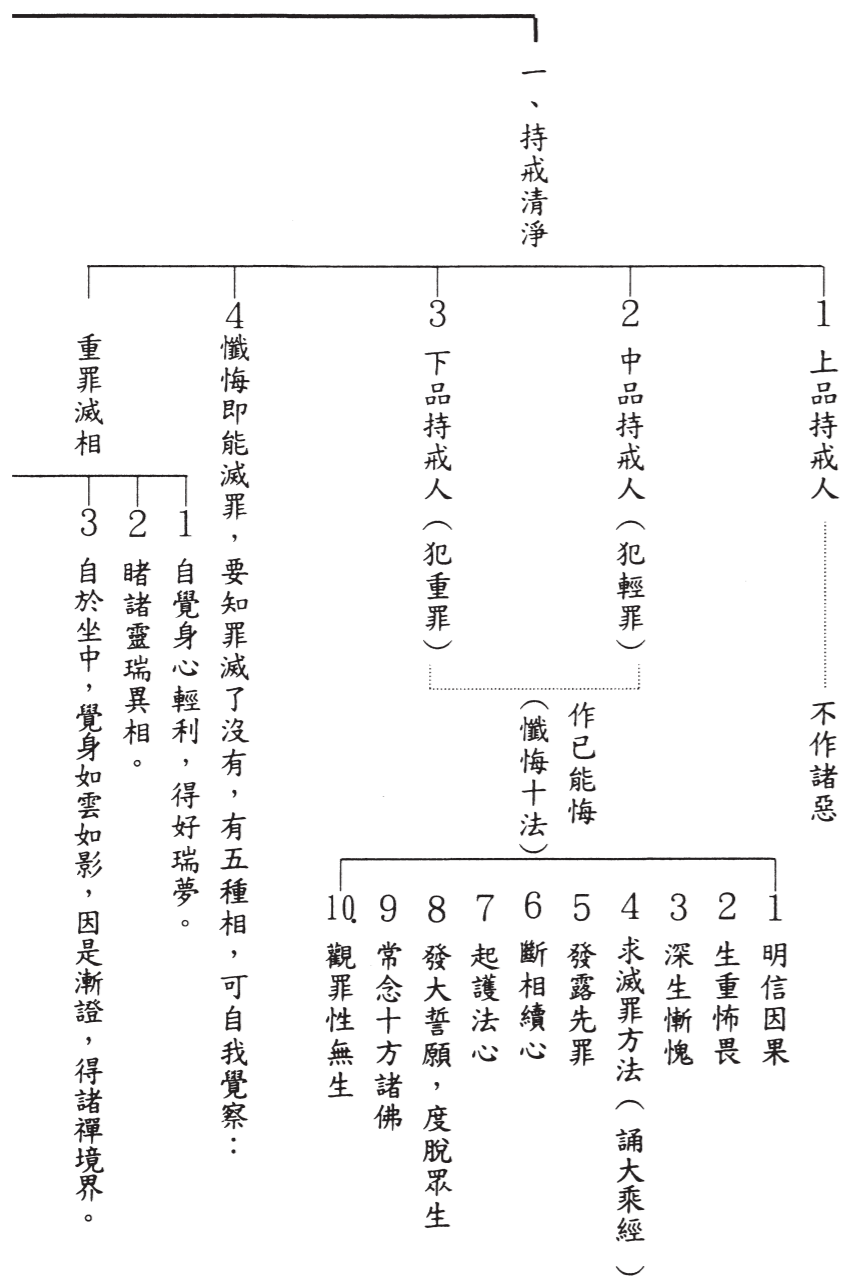 一、持戒清淨
1 上品持戒人
不作諸惡
2 中品持戒人（犯輕罪）
3 下品持戒人（犯重罪）
作已能悔
（懺悔十法）
1 明信因果
2 生重怖畏
3 深生慚愧
4 求滅罪方法（誦大乘經）
5 發露先罪
6 斷相續心
7 起護法心
8 發大誓願，度脫眾生
9 常念十方諸佛
10. 觀罪性無生
4 懺悔即能滅罪，要知罪滅了沒有，有五種相，可自我覺察：
重罪滅相
1 自覺身心輕利，得好瑞夢。
2 睹諸靈瑞異相。
3 自於坐中，覺身如雲如影，因是漸證，得諸禪境界。